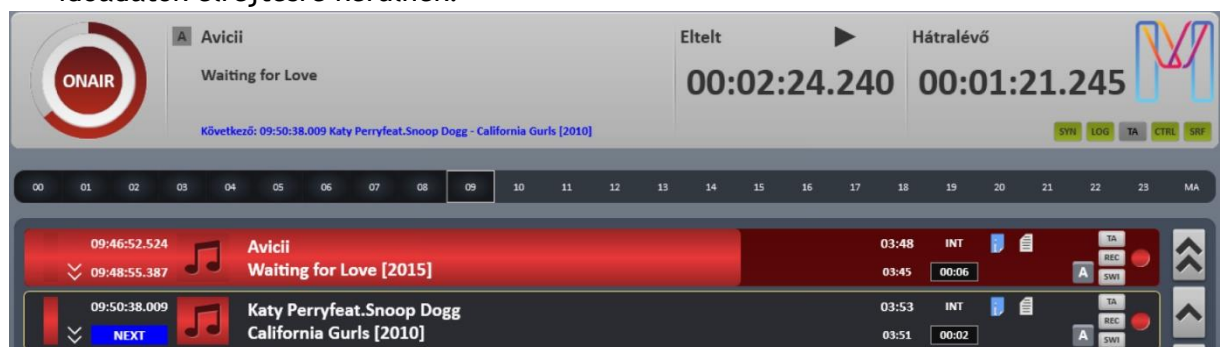 időadatok elrejtésre kerülnek.
ONAIR
A Avicii
Waiting for Love
Következő: 09:50:38.009 Katy Perryfeat.Snoop Dogg - California Gurls [2010]
Eltelt
00:02:24.240
Hátralévő
00:01:21.245
SYN LOG TA CTRL SRF
00 01 02 03 04 05 06 07 08 09 10 11 12 13 14 15 16 17 18 19 20 21 22 23 MA
09:46:52.524 Avicii 03:48 INT TA
REC
09:48:55.387 Waiting for Love [2015] 03:45 00:06 A SWI
09:50:38.009 Katy Perryfeat.Snoop Dogg 03:53 INT TA
REC
NEXT California Gurls [2010] 03:51 00:02 A SWI